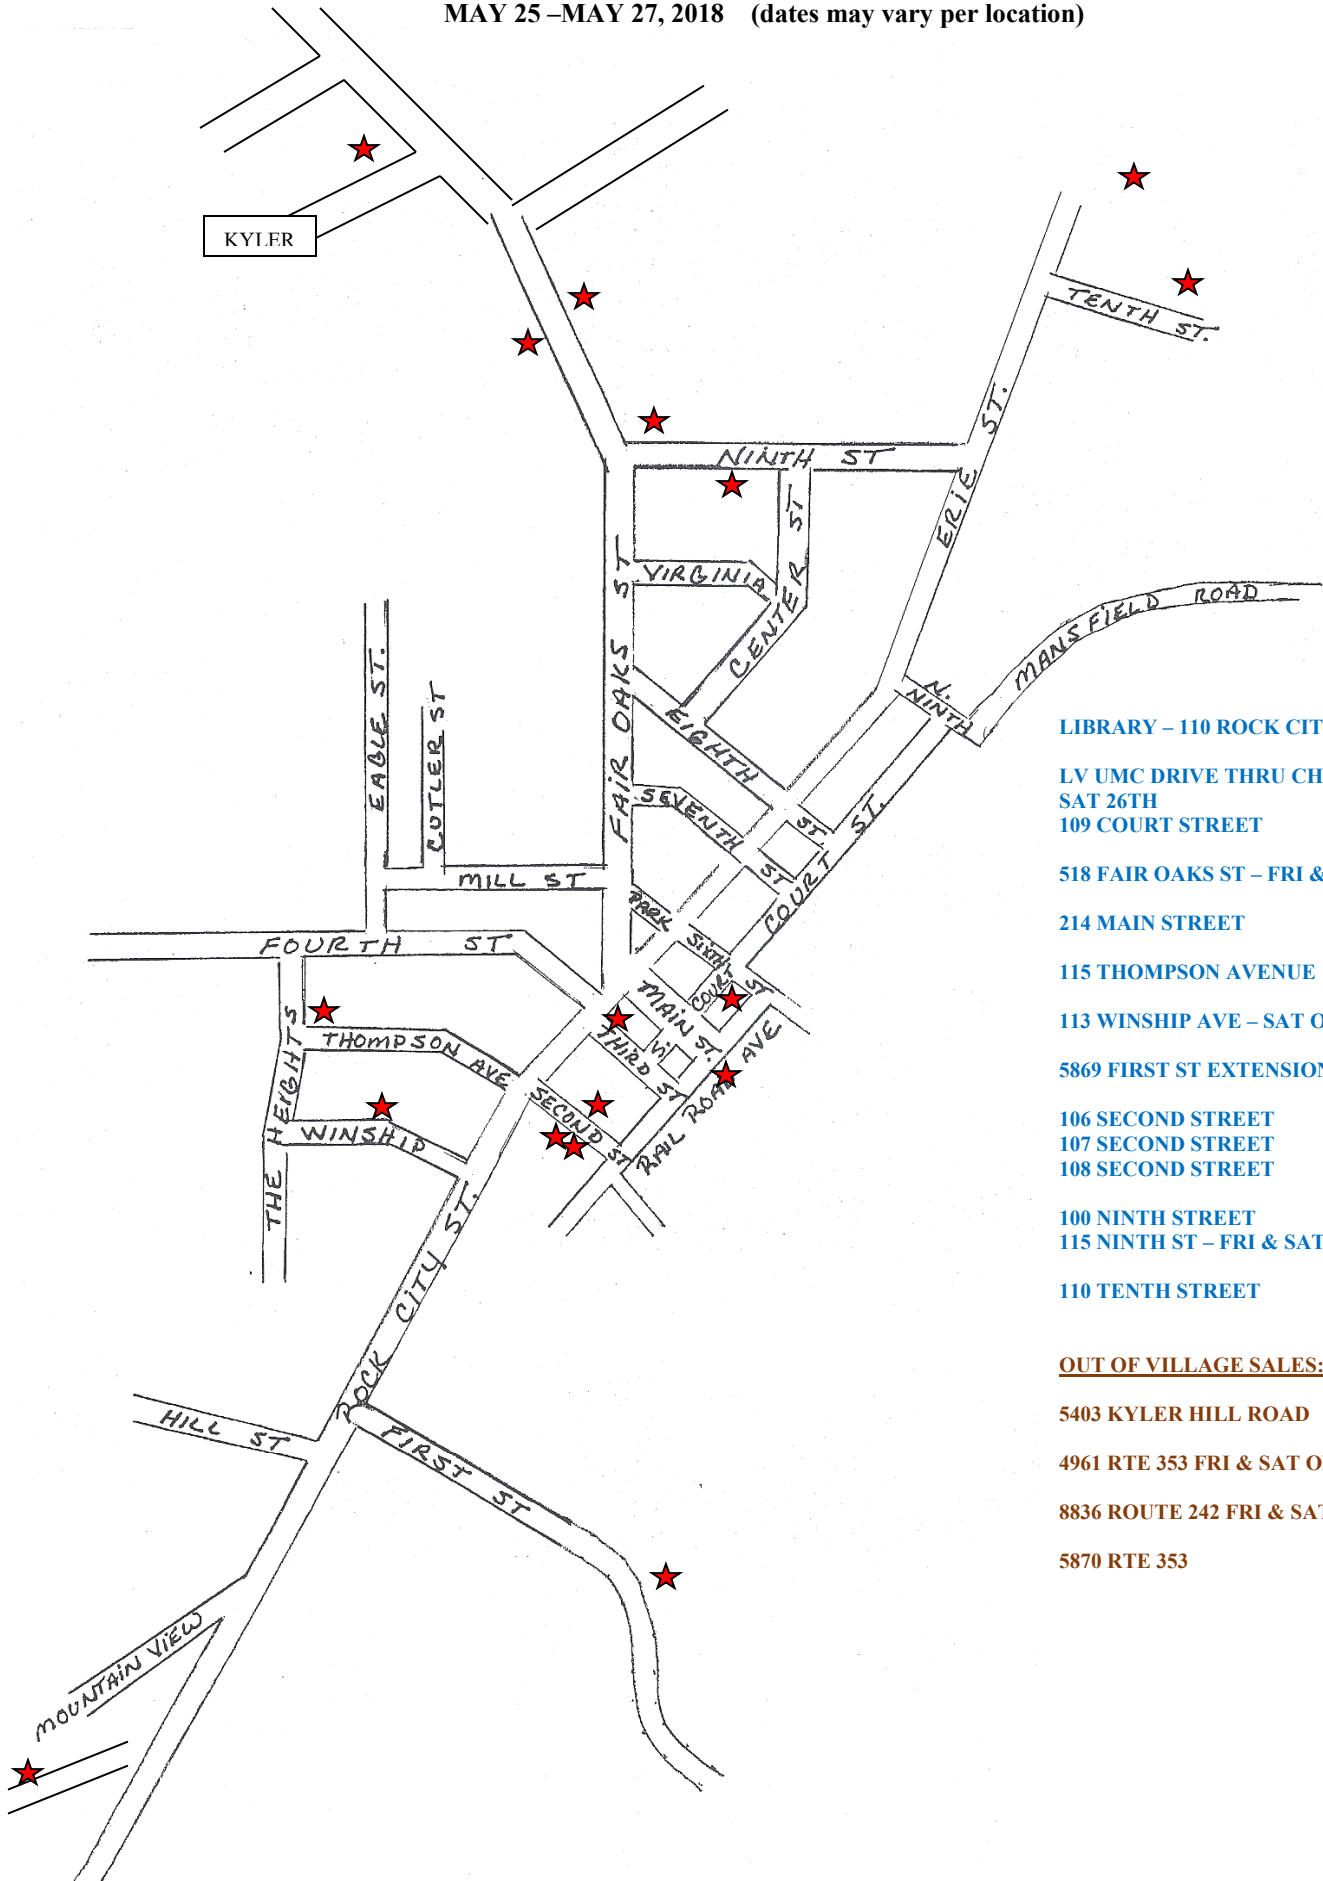 MAY 25 –MAY 27, 2018 (dates may vary per location)
KYLER
TENTH ST.
NINTH ST
ERIE ST.
CENTER ST
VIRGINIA
FAIR OAKS ST
MANSFIELD ROAD
N. NINTH
EIGHTH ST
SEVENTH ST
COURT ST.
EAGLE ST.
CUTLER ST
MILL ST
PARK
SIXTH ST
COURT
FOURTH ST
MAIN ST.
THIRD ST
VI
RAIL ROAD AVE
THE HEIGHTS
THOMPSON AVE
SECOND ST
WINSHIP
ROCK CITY ST.
HILL ST
FIRST ST
MOUNTAIN VIEW
LIBRARY – 110 ROCK CIT
LV UMC DRIVE THRU CH
SAT 26TH
109 COURT STREET
518 FAIR OAKS ST – FRI &
214 MAIN STREET
115 THOMPSON AVENUE
113 WINSHIP AVE – SAT O
5869 FIRST ST EXTENSION
106 SECOND STREET
107 SECOND STREET
108 SECOND STREET
100 NINTH STREET
115 NINTH ST – FRI & SAT
110 TENTH STREET
OUT OF VILLAGE SALES:
5403 KYLER HILL ROAD
4961 RTE 353 FRI & SAT O
8836 ROUTE 242 FRI & SAT
5870 RTE 353